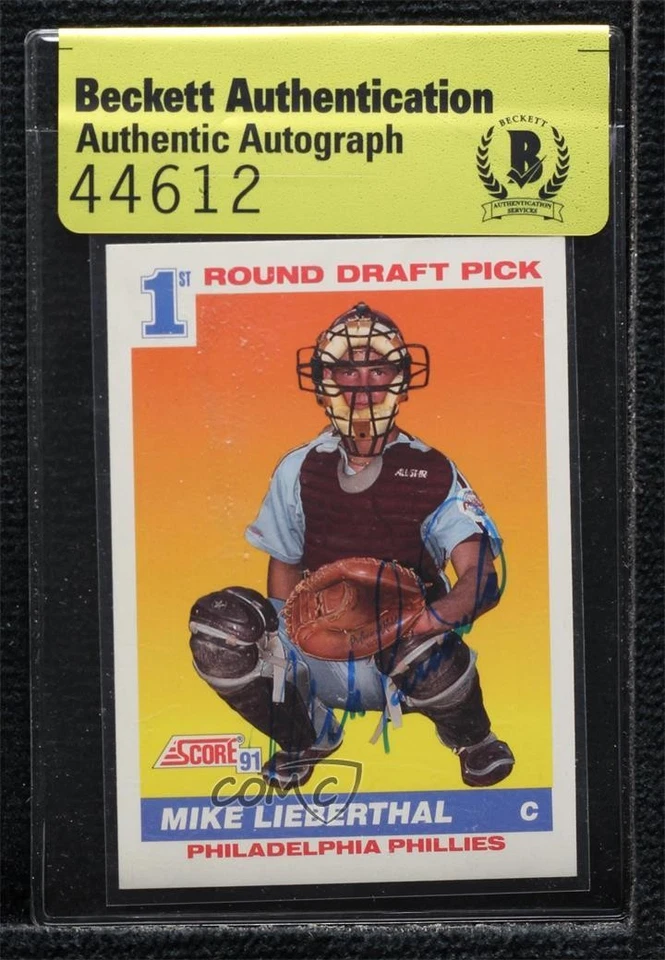 Beckett Authentication
Authentic Autograph
44612
BECKETT
B
AUTHENTICATION
SERVICES
1ST ROUND DRAFT PICK
ALL-STAR
SCORE® 91
COMC
MIKE LIEBERTHAL C
PHILADELPHIA PHILLIES